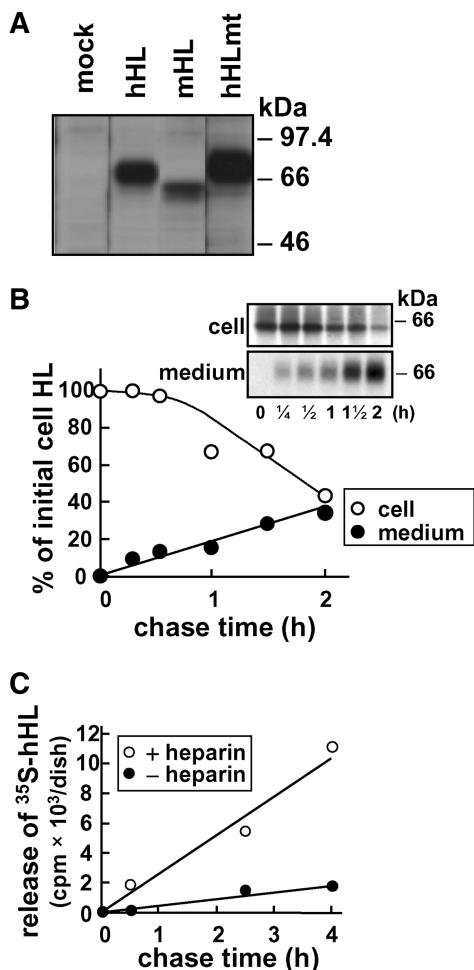 A
mock
hHL
mHL
hHLmt
kDa
– 97.4
– 66
– 46
B
kDa
cell
– 66
medium
– 66
0 ¼ ½ 1 1½ 2 (h)
% of initial cell HL
100
80
60
40
20
0
0 1 2
chase time (h)
cell
medium
C
release of ³⁵S-hHL
(cpm × 10³/dish)
12
10
8
6
4
2
0
+ heparin
– heparin
0 1 2 3 4
chase time (h)